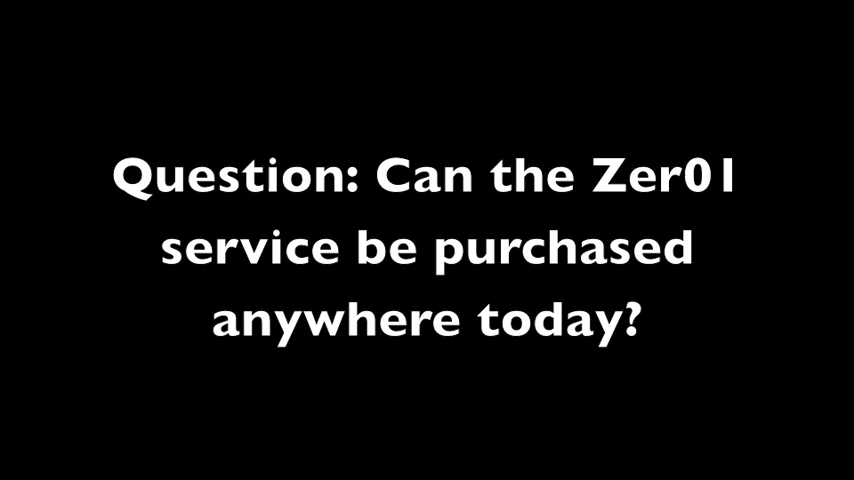 Question: Can the Zer01
service be purchased
anywhere today?